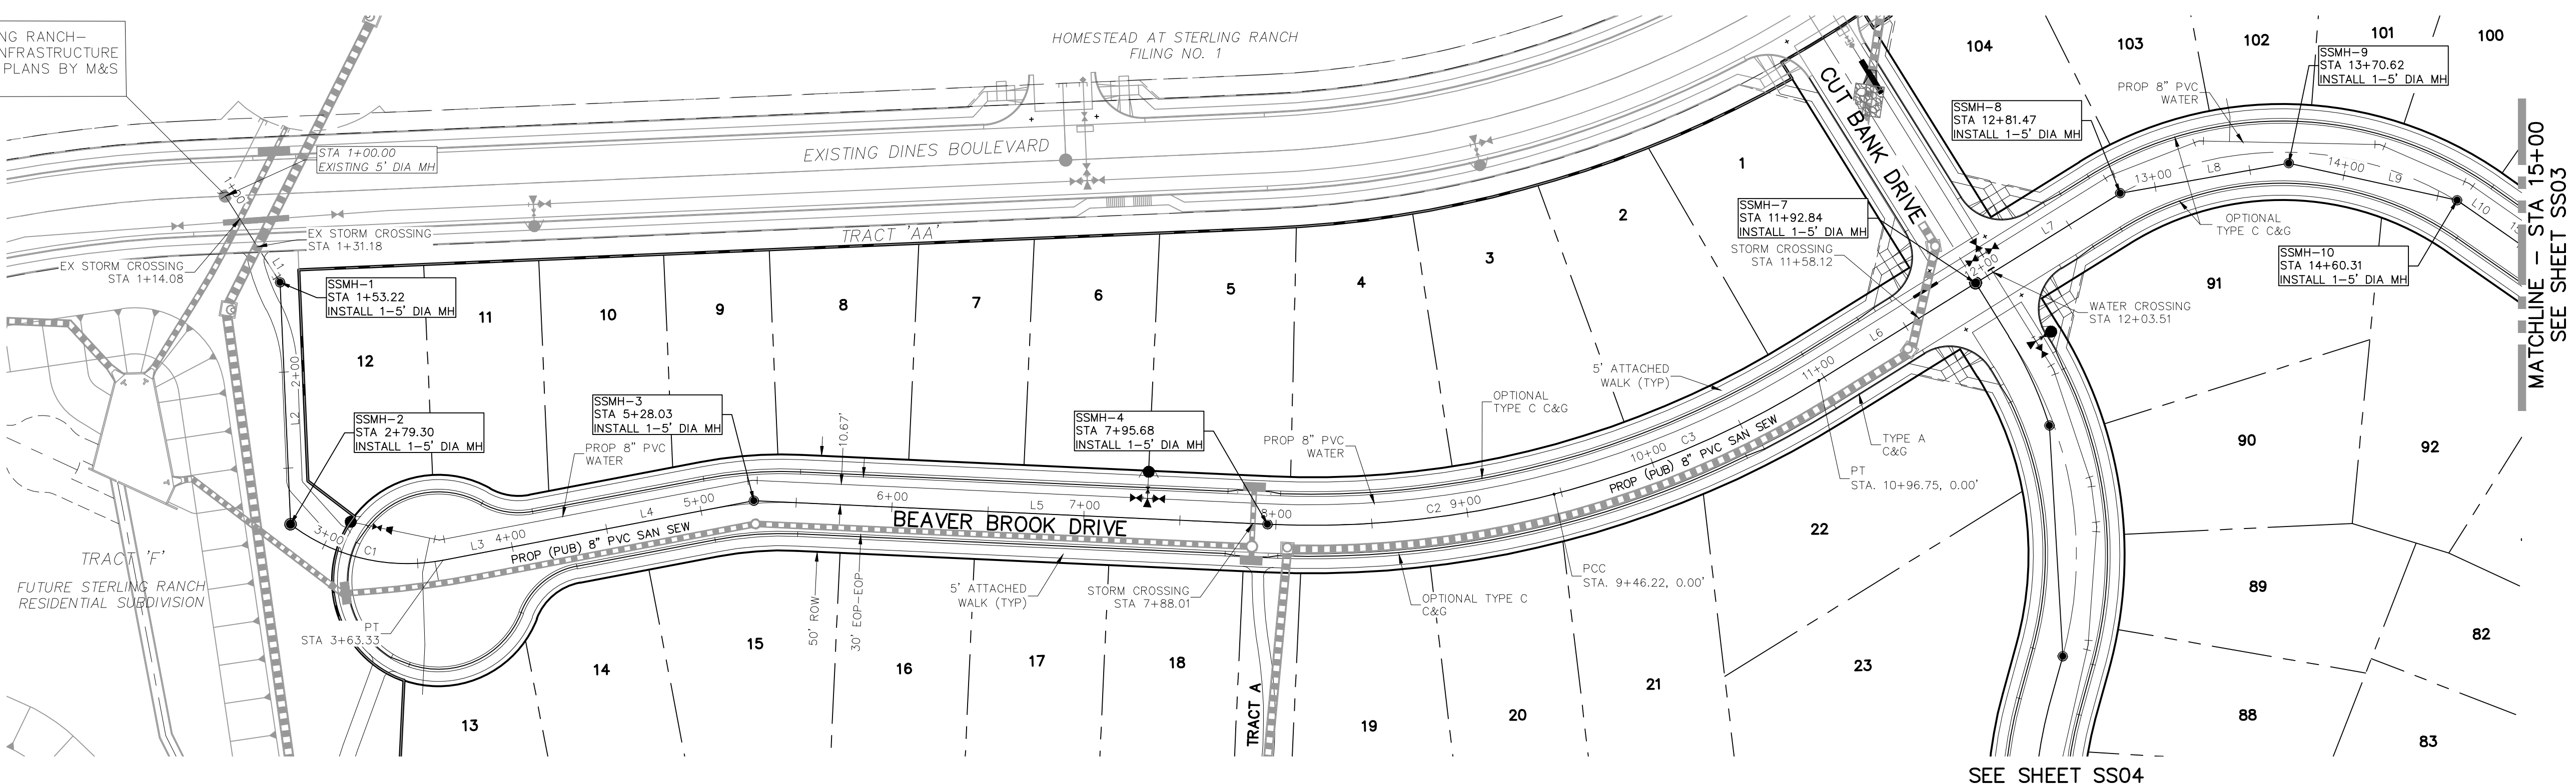 NG RANCH–
NFRASTRUCTURE
PLANS BY M&S
HOMESTEAD AT STERLING RANCH
FILING NO. 1
EXISTING DINES BOULEVARD
STA 1+00.00
EXISTING 5' DIA MH
1+00
EX STORM CROSSING
STA 1+31.18
EX STORM CROSSING
STA 1+14.08
TRACT 'AA'
L1
SSMH–1
STA 1+53.22
INSTALL 1–5' DIA MH
2+00
L2
SSMH–2
STA 2+79.30
INSTALL 1–5' DIA MH
12
11
10
9
8
7
6
5
4
3
2
1
SSMH–3
STA 5+28.03
INSTALL 1–5' DIA MH
PROP 8" PVC
WATER
10.67'
SSMH–4
STA 7+95.68
INSTALL 1–5' DIA MH
PROP 8" PVC
WATER
OPTIONAL
TYPE C C&G
5' ATTACHED
WALK (TYP)
3+00
C1
L3
4+00
L4
5+00
PROP (PUB) 8" PVC SAN SEW
6+00
L5
7+00
BEAVER BROOK DRIVE
8+00
C2
9+00
10+00
C3
PROP (PUB) 8" PVC SAN SEW
11+00
L6
12+00
L7
TRACT 'F'
FUTURE STERLING RANCH
RESIDENTIAL SUBDIVISION
PT
STA 3+63.33
50' ROW
30' EOP–EOP
5' ATTACHED
WALK (TYP)
STORM CROSSING
STA 7+88.01
OPTIONAL TYPE C
C&G
PCC
STA. 9+46.22, 0.00'
PT
STA. 10+96.75, 0.00'
TYPE A
C&G
13
14
15
16
17
18
TRACT A
19
20
21
22
23
CUT BANK DRIVE
SSMH–7
STA 11+92.84
INSTALL 1–5' DIA MH
STORM CROSSING
STA 11+58.12
WATER CROSSING
STA 12+03.51
104
103
102
101
100
PROP 8" PVC
WATER
SSMH–8
STA 12+81.47
INSTALL 1–5' DIA MH
SSMH–9
STA 13+70.62
INSTALL 1–5' DIA MH
13+00
L8
14+00
L9
L10
OPTIONAL
TYPE C C&G
SSMH–10
STA 14+60.31
INSTALL 1–5' DIA MH
91
90
92
89
82
88
83
MATCHLINE – STA 15+00
SEE SHEET SS03
SEE SHEET SS04